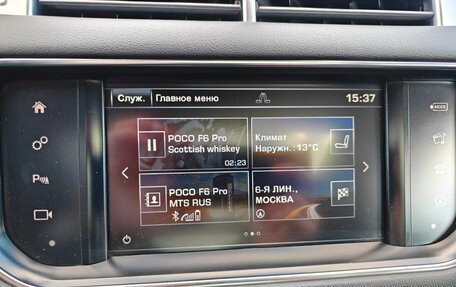 Служ. Главное меню 15:37
POCO F6 Pro
Scottish whiskey
02:23
Климат
Наружн.:13°C
POCO F6 Pro
MTS RUS
6-Я ЛИН.,
МОСКВА
MODE
P